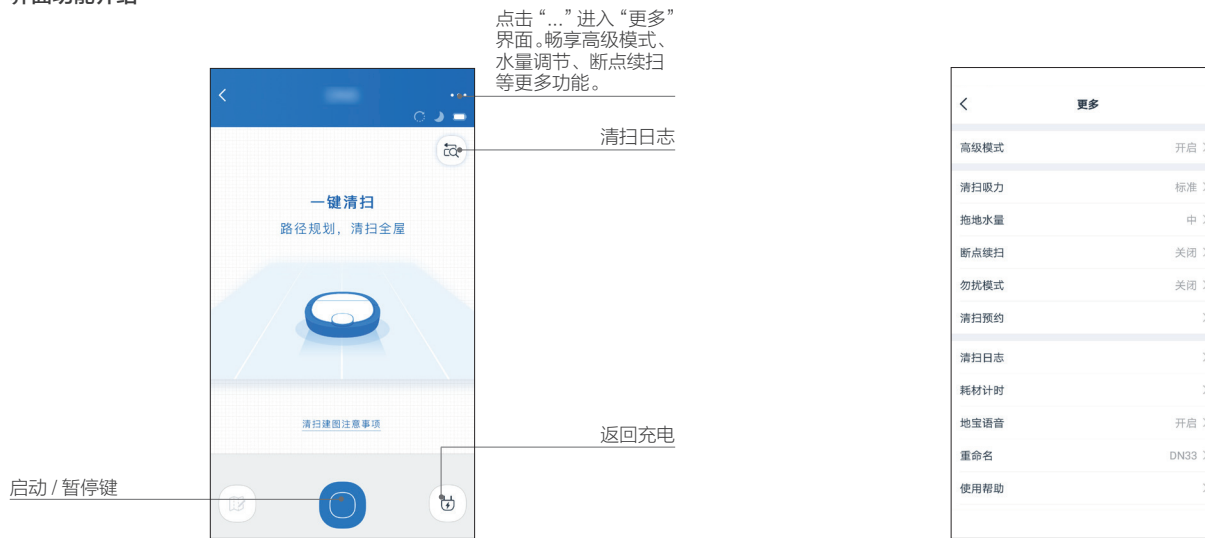 点击“...”进入“更多”
界面。畅享高级模式、
水量调节、断点续扫
等更多功能。
清扫日志
一键清扫
路径规划，清扫全屋
清扫建图注意事项
返回充电
启动 / 暂停键
更多
高级模式 开启
清扫吸力 标准
拖地水量 中
断点续扫 关闭
勿扰模式 关闭
清扫预约
清扫日志
耗材计时
地宝语音 开启
重命名 DN33
使用帮助